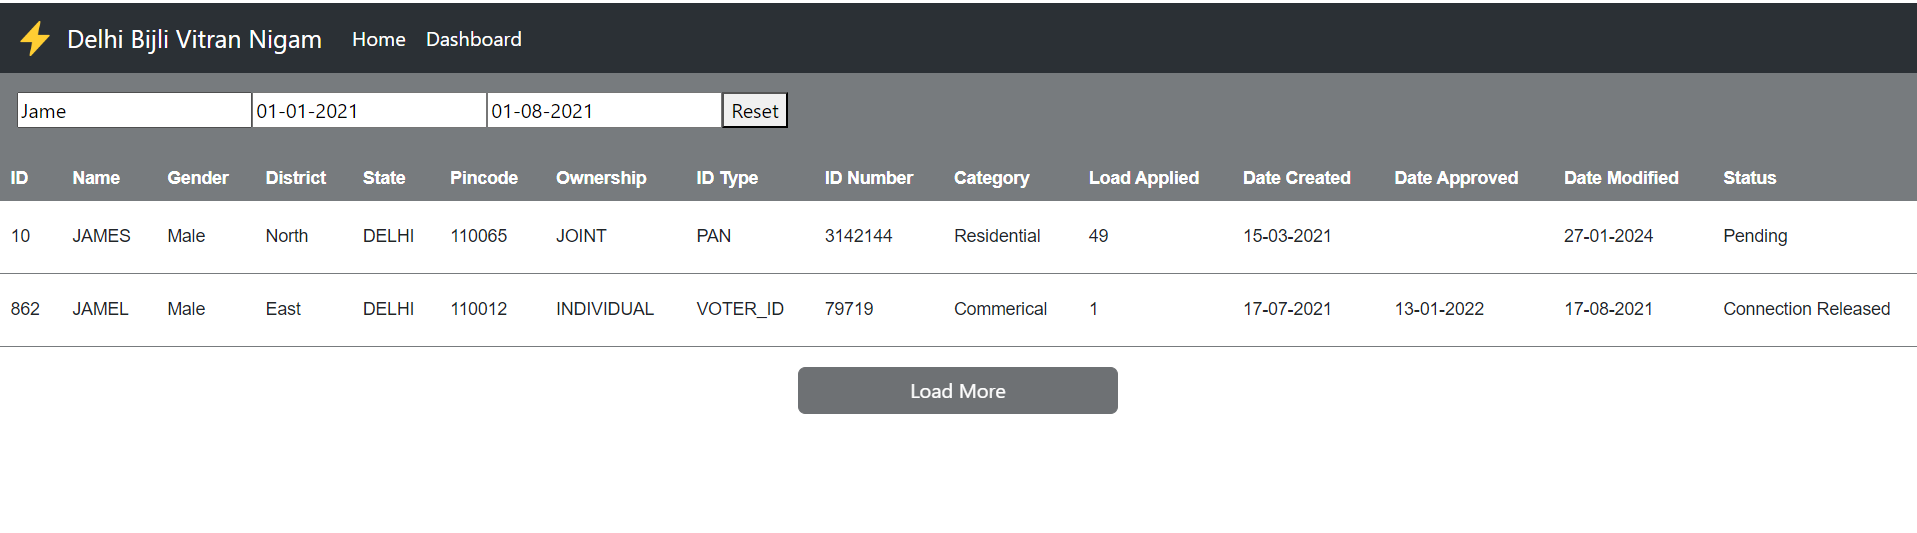 Delhi Bijli Vitran Nigam Home Dashboard
Jame 01-01-2021 01-08-2021 Reset
ID Name Gender District State Pincode Ownership ID Type ID Number Category Load Applied Date Created Date Approved Date Modified Status
10 JAMES Male North DELHI 110065 JOINT PAN 3142144 Residential 49 15-03-2021 27-01-2024 Pending
862 JAMEL Male East DELHI 110012 INDIVIDUAL VOTER_ID 79719 Commerical 1 17-07-2021 13-01-2022 17-08-2021 Connection Released
Load More